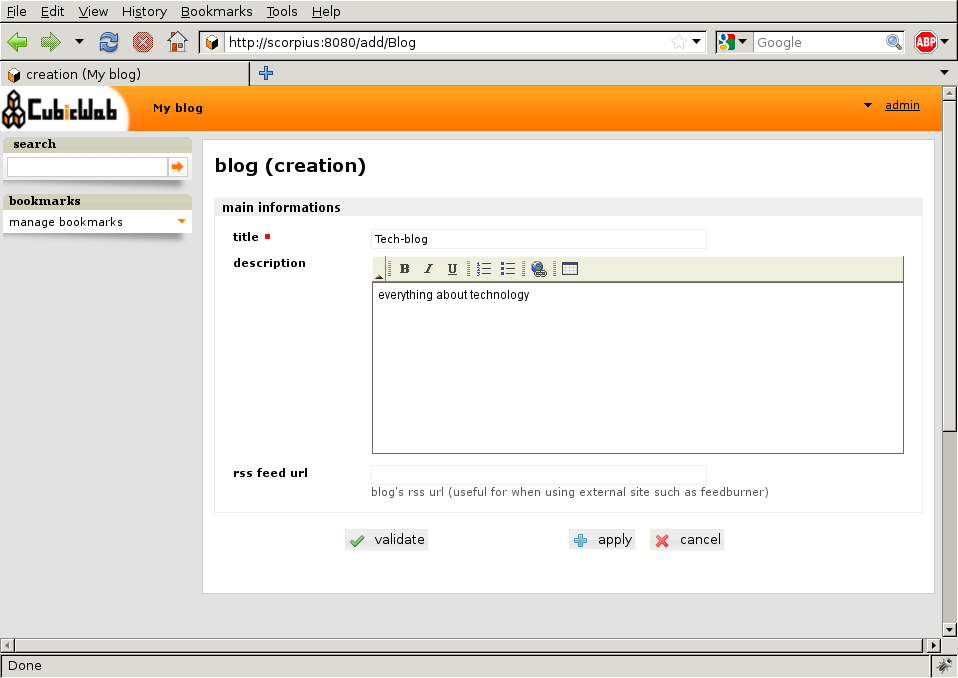 File Edit View History Bookmarks Tools Help
http://scorpius:8080/add/Blog Google ABP
creation (My blog)
CubicWeb My blog admin
search
bookmarks
manage bookmarks
blog (creation)
main informations
title Tech-blog
description
B I U
everything about technology
rss feed url
blog's rss url (useful for when using external site such as feedburner)
validate apply cancel
Done